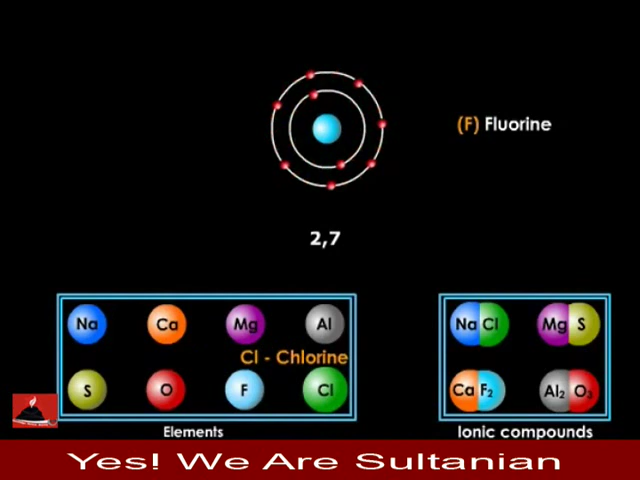 (F) Fluorine
2,7
Na Ca Mg Al
Cl - Chlorine
S O F Cl
Elements
Na Cl Mg S
Ca F₂ Al₂ O₃
Ionic compounds
Yes! We Are Sultanian